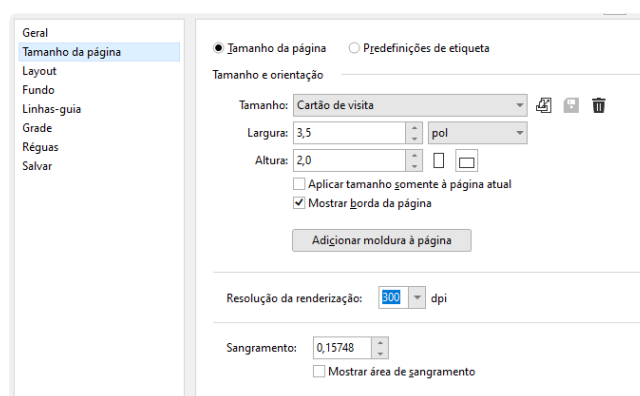 Geral
Tamanho da página
Layout
Fundo
Linhas-guia
Grade
Réguas
Salvar
Tamanho da página Predefinições de etiqueta
Tamanho e orientação
Tamanho: Cartão de visita
Largura: 3,5 pol
Altura: 2,0
Aplicar tamanho somente à página atual
Mostrar borda da página
Adicionar moldura à página
Resolução da renderização: 300 dpi
Sangramento: 0,15748
Mostrar área de sangramento